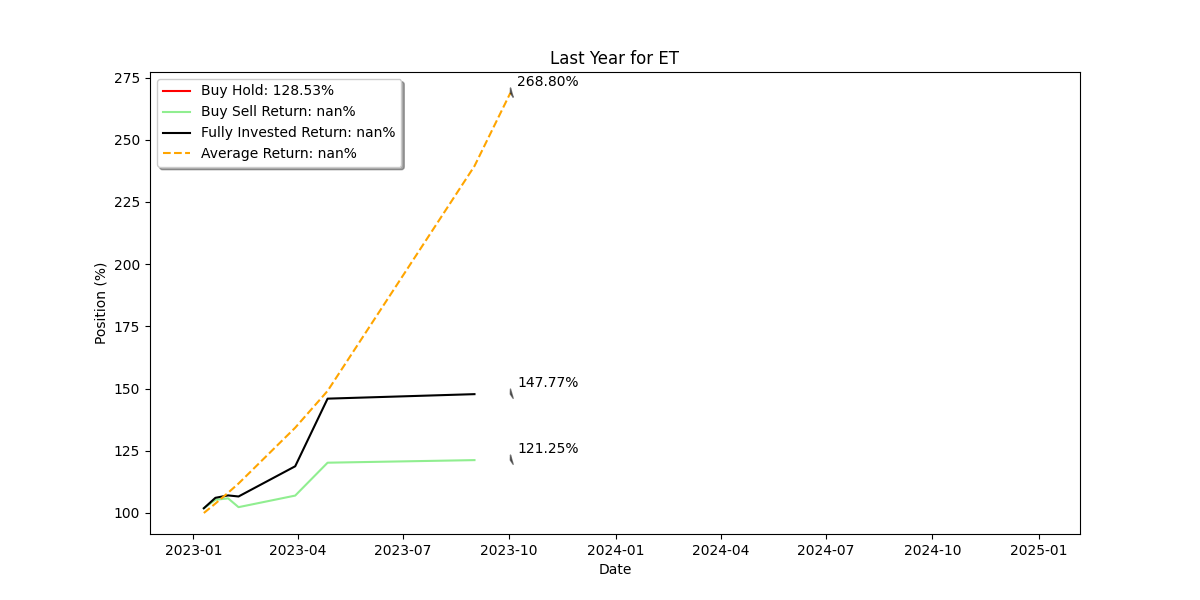 Last Year for ET
Buy Hold: 128.53%
Buy Sell Return: nan%
Fully Invested Return: nan%
Average Return: nan%
268.80%
147.77%
121.25%
275
250
225
200
175
150
125
100
Position (%)
2023-01 2023-04 2023-07 2023-10 2024-01 2024-04 2024-07 2024-10 2025-01
Date